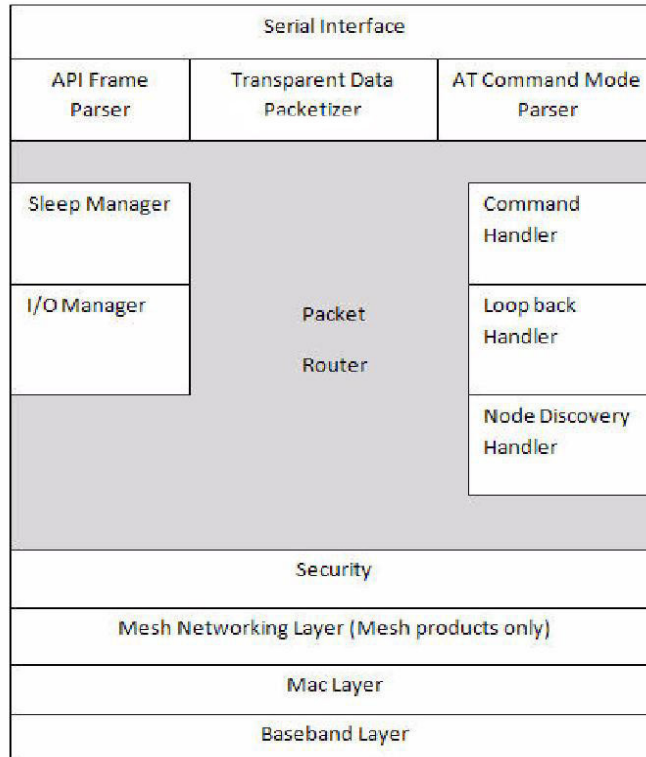 Serial Interface
API Frame
Parser
Transparent Data
Packetizer
AT Command Mode
Parser
Sleep Manager
I/O Manager
Packet
Router
Command
Handler
Loop back
Handler
Node Discovery
Handler
Security
Mesh Networking Layer (Mesh products only)
Mac Layer
Baseband Layer